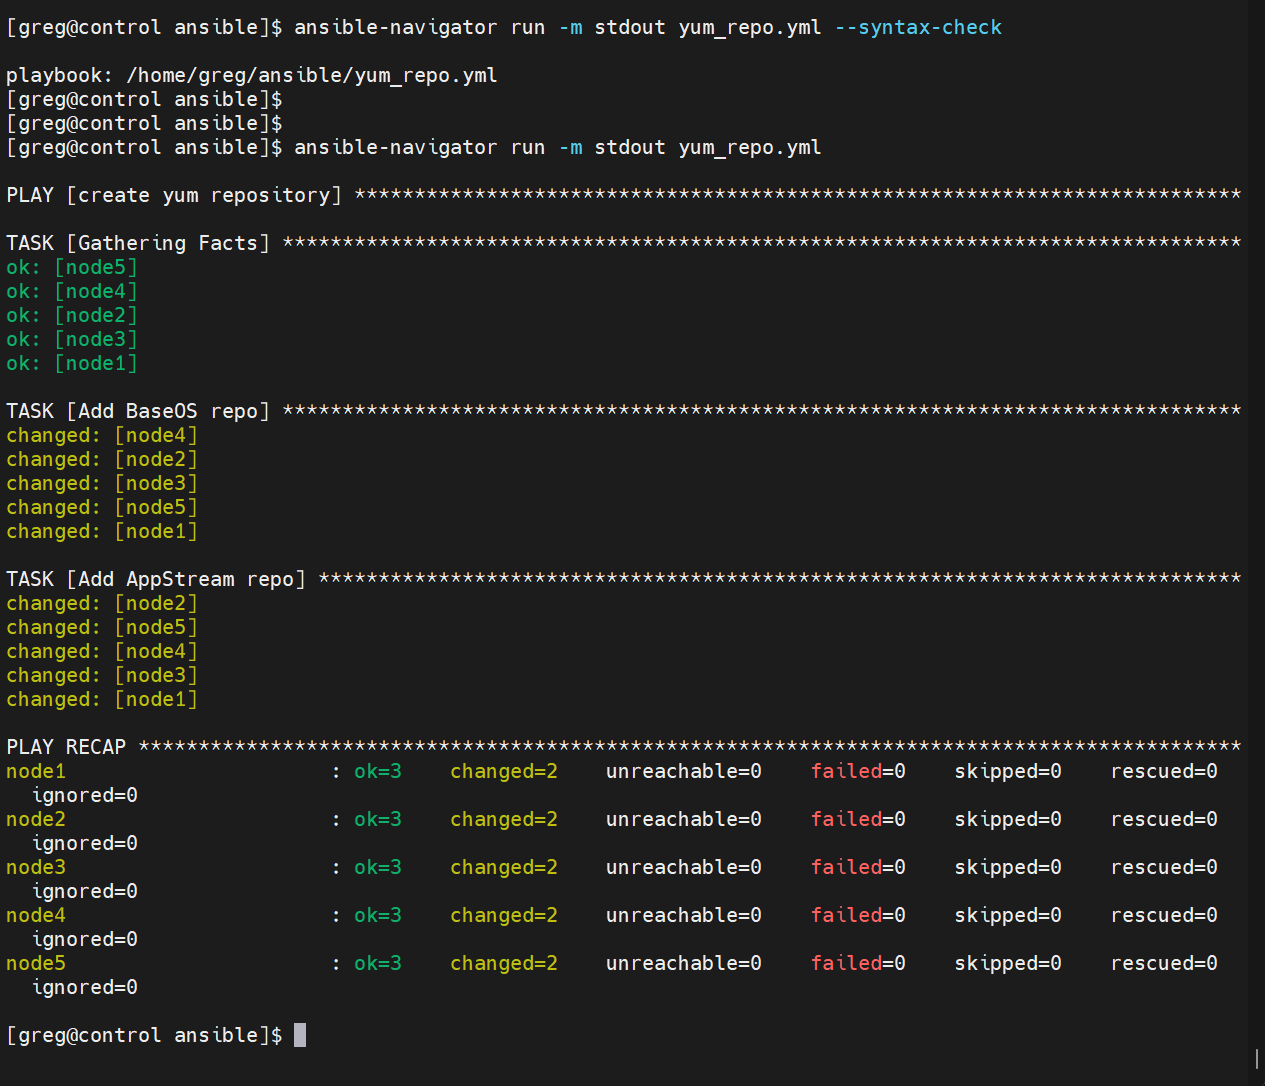 [greg@control ansible]$ ansible-navigator run -m stdout yum_repo.yml --syntax-check
playbook: /home/greg/ansible/yum_repo.yml
[greg@control ansible]$
[greg@control ansible]$
[greg@control ansible]$ ansible-navigator run -m stdout yum_repo.yml
PLAY [create yum repository] **************************************************************************
TASK [Gathering Facts] ********************************************************************************
ok: [node5]
ok: [node4]
ok: [node2]
ok: [node3]
ok: [node1]
TASK [Add BaseOS repo] ********************************************************************************
changed: [node4]
changed: [node2]
changed: [node3]
changed: [node5]
changed: [node1]
TASK [Add AppStream repo] *****************************************************************************
changed: [node2]
changed: [node5]
changed: [node4]
changed: [node3]
changed: [node1]
PLAY RECAP ********************************************************************************************
node1                      : ok=3    changed=2    unreachable=0    failed=0    skipped=0    rescued=0
ignored=0
node2                      : ok=3    changed=2    unreachable=0    failed=0    skipped=0    rescued=0
ignored=0
node3                      : ok=3    changed=2    unreachable=0    failed=0    skipped=0    rescued=0
ignored=0
node4                      : ok=3    changed=2    unreachable=0    failed=0    skipped=0    rescued=0
ignored=0
node5                      : ok=3    changed=2    unreachable=0    failed=0    skipped=0    rescued=0
ignored=0
[greg@control ansible]$